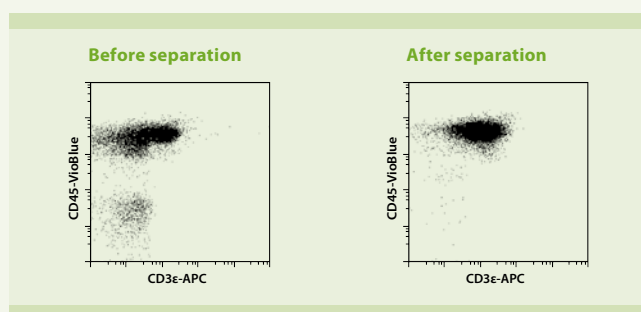 Before separation
After separation
CD45-VioBlue
CD3ε-APC
CD45-VioBlue
CD3ε-APC